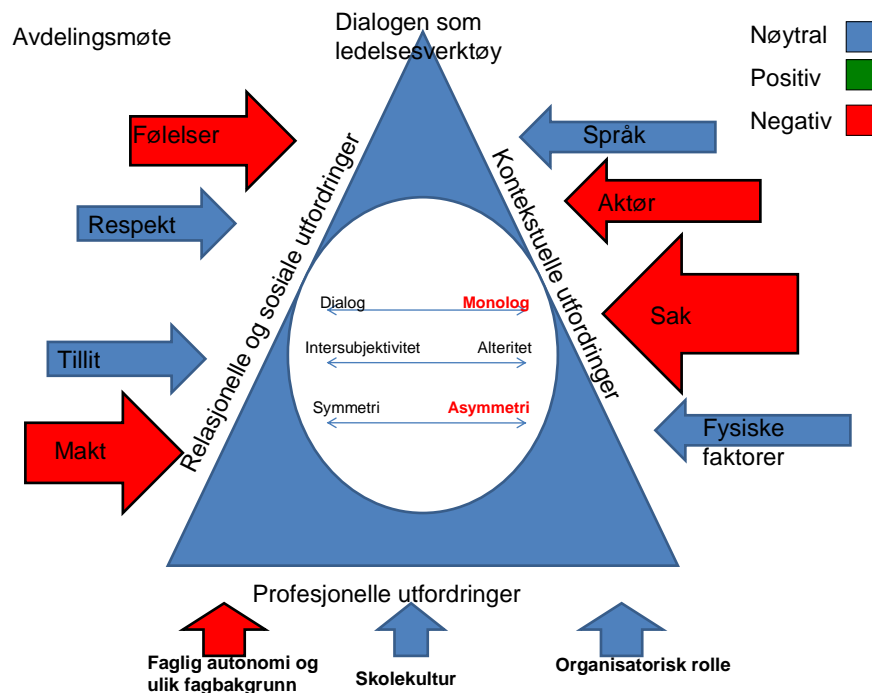 Avdelingsmøte
Dialogen som
ledelsesverktøy
Nøytral
Positiv
Negativ
Følelser
Respekt
Tillit
Makt
Relasjonelle og sosiale utfordringer
Dialog
Monolog
Intersubjektivitet
Alteritet
Symmetri
Asymmetri
Kontekstuelle utfordringer
Språk
Aktør
Sak
Fysiske
faktorer
Profesjonelle utfordringer
Faglig autonomi og
ulik fagbakgrunn
Skolekultur
Organisatorisk rolle